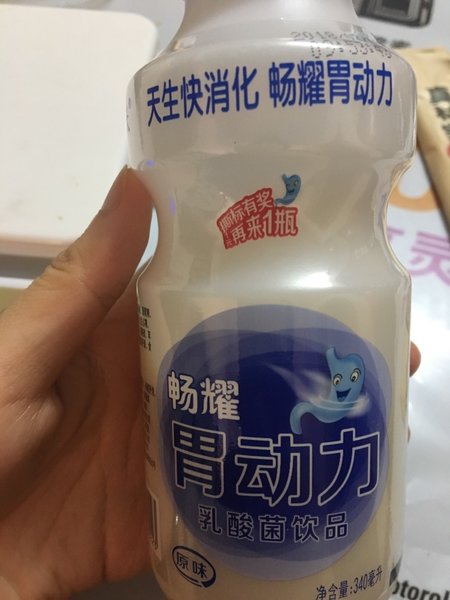 天生快消化 畅耀胃动力
撕标有奖
再来1瓶
畅耀
胃动力
乳酸菌饮品
原味
净含量:340毫升
灵
otorol